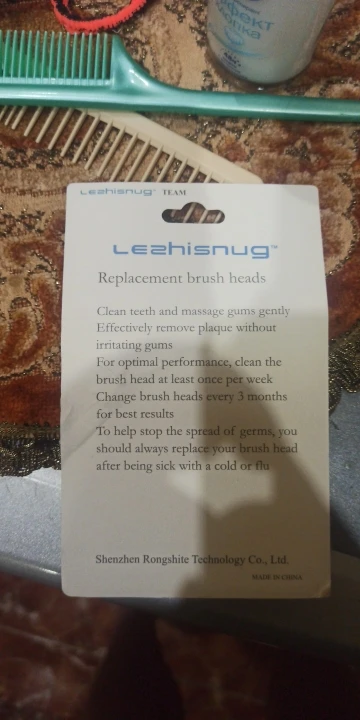 эффект
Lezhisnug™ TEAM
Lezhisnug™
Replacement brush heads
Clean teeth and massage gums gently
Effectively remove plaque without
irritating gums
For optimal performance, clean the
brush head at least once per week
Change brush heads every 3 months
for best results
To help stop the spread of germs, you
should always replace your brush head
after being sick with a cold or flu
Shenzhen Rongshite Technology Co., Ltd.
MADE IN CHINA